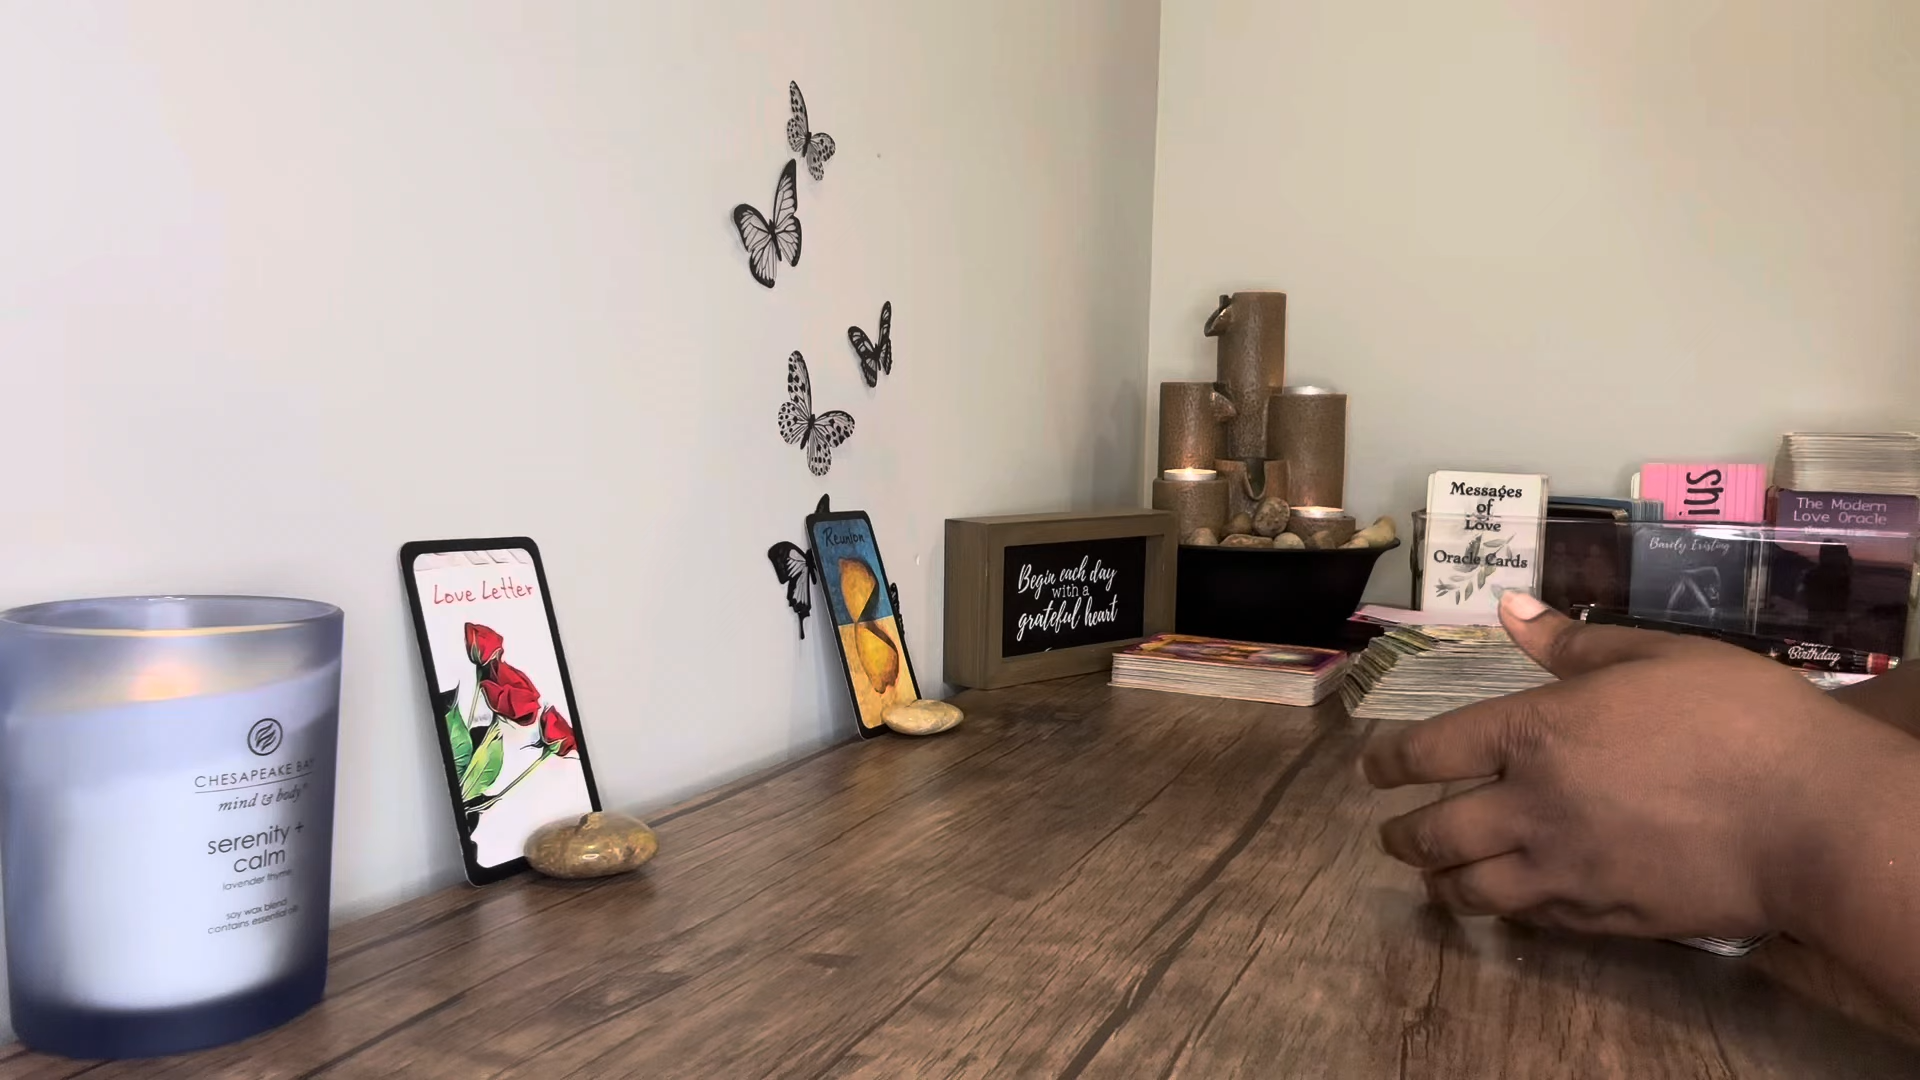 CHESAPEAKE BAY
mind & body
serenity +
calm
lavender thyme
soy wax blend
contains essential oils
Love Letter
Reunion
Begin each day
with a
grateful heart
Messages
of
Love
Oracle Cards
Shi
Barely Existing
The Modern
Love Oracle
Birthday